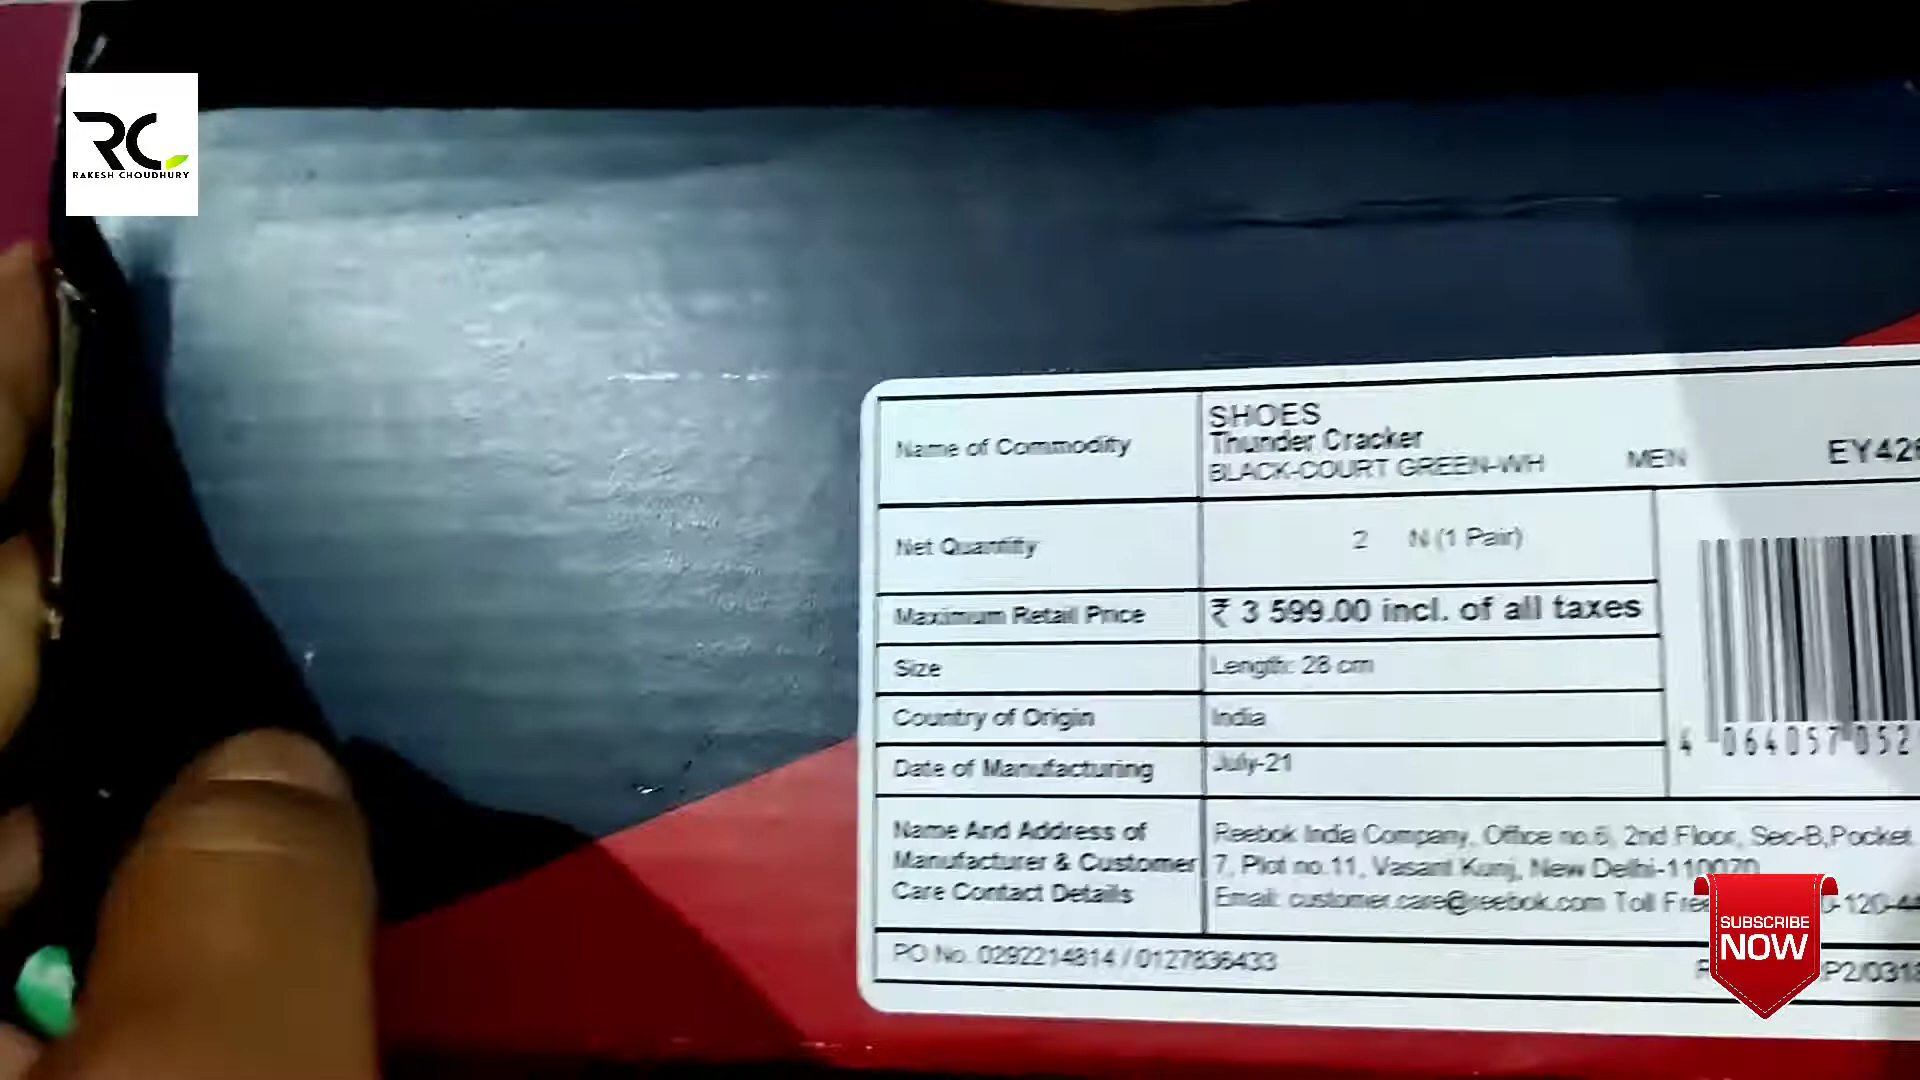 RC
RAKESH CHOUDHURY
Name of Commodity
SHOES
Thunder Cracker
BLACK-COURT GREEN-WH MEN
Net Quantity
2 N (1 Pair)
Maximum Retail Price
₹ 3 599.00 incl. of all taxes
Size
Length: 28 cm
Country of Origin
India
Date of Manufacturing
July-21
4 064057 052
Name And Address of
Manufacturer & Customer
Care Contact Details
Reebok India Company, Office no.6, 2nd Floor, Sec-B,Pocket
7, Plot no.11, Vasant Kunj, New Delhi-110070
Email: customer.care@reebok.com Toll
PO No. 0292214814 / 0127836433
SUBSCRIBE
NOW